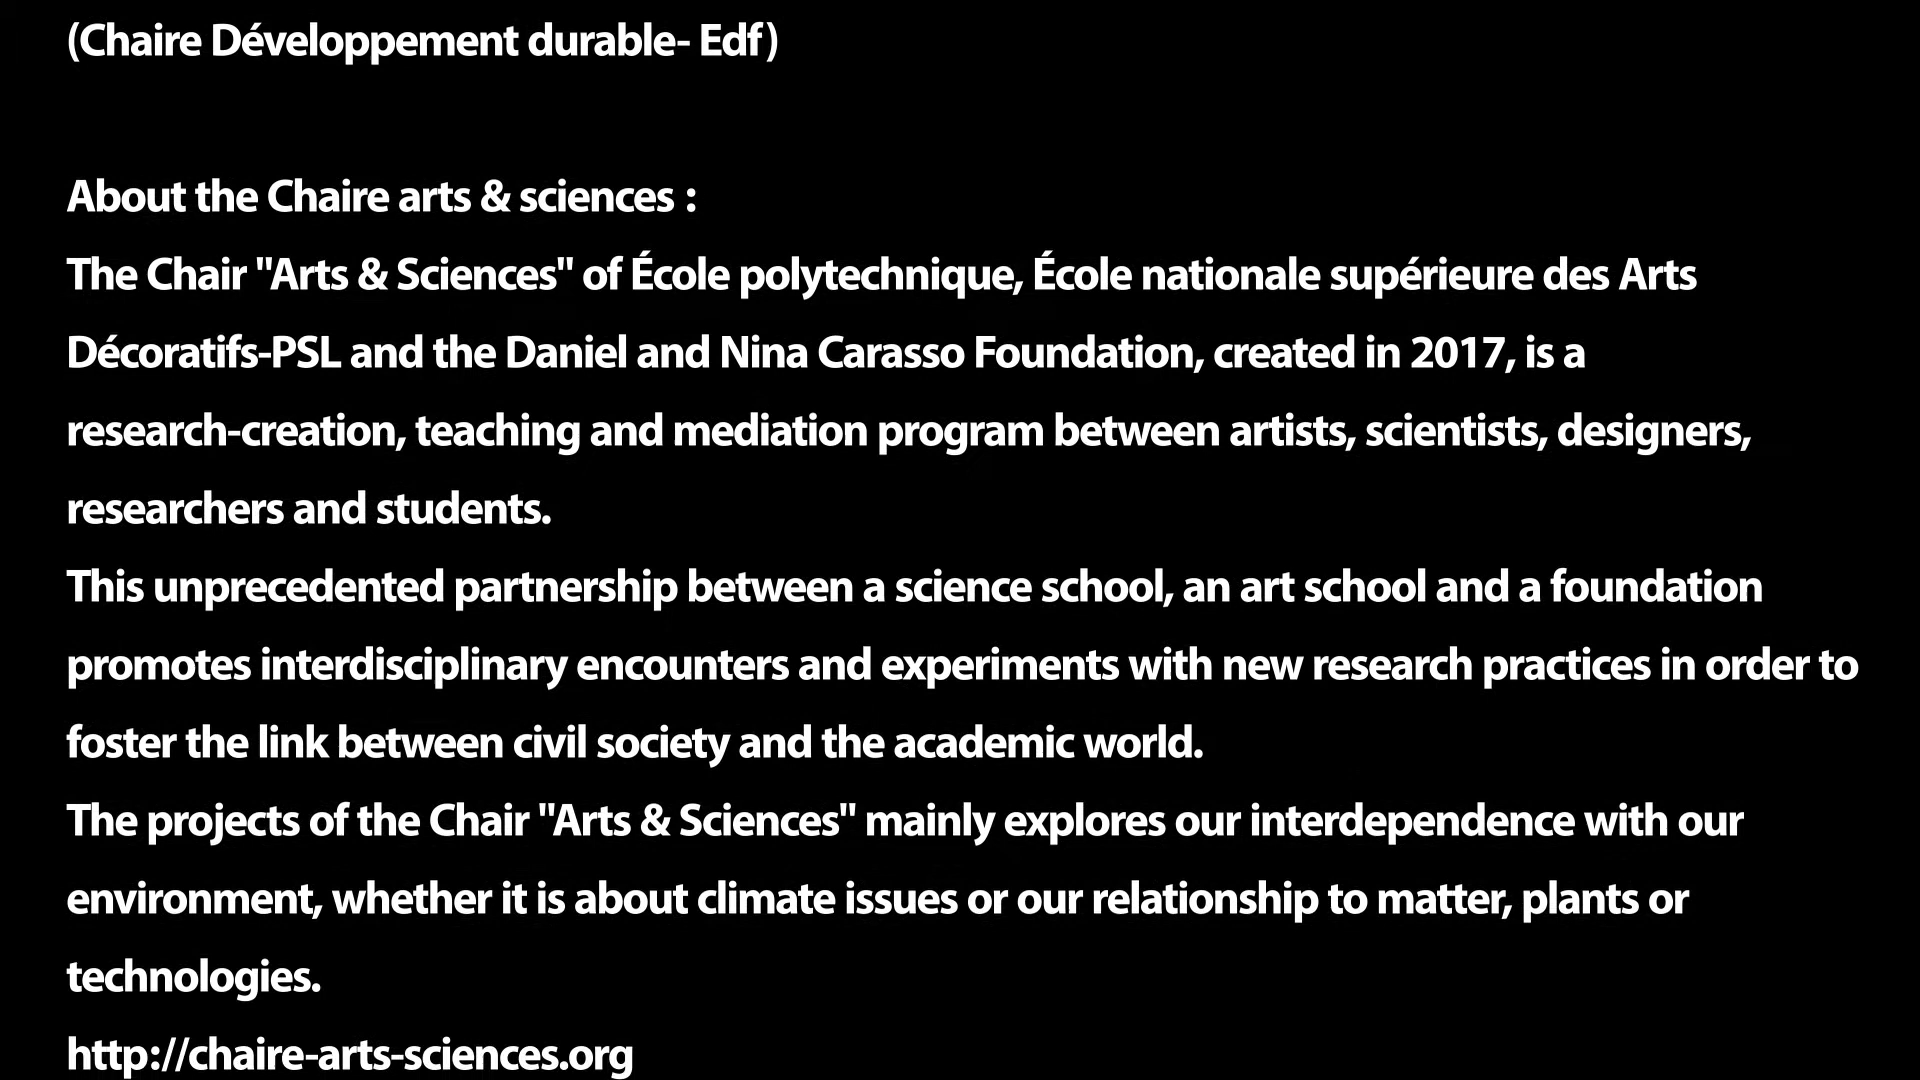 (Chaire Développement durable- Edf)
About the Chaire arts & sciences :
The Chair "Arts & Sciences" of École polytechnique, École nationale supérieure des Arts
Décoratifs-PSL and the Daniel and Nina Carasso Foundation, created in 2017, is a
research-creation, teaching and mediation program between artists, scientists, designers,
researchers and students.
This unprecedented partnership between a science school, an art school and a foundation
promotes interdisciplinary encounters and experiments with new research practices in order to
foster the link between civil society and the academic world.
The projects of the Chair "Arts & Sciences" mainly explores our interdependence with our
environment, whether it is about climate issues or our relationship to matter, plants or
technologies.
http://chaire-arts-sciences.org